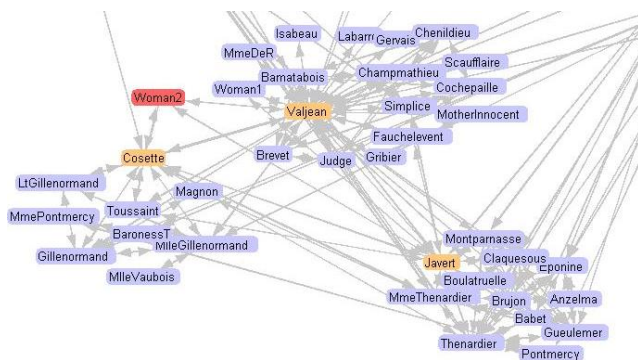 Isabeau
Labarre
Gervais
Chenildieu
MmeDeR
Scaufflaire
Bamatabois
Champmathieu
Cochepaille
Woman2
Woman1
Valjean
Simplice
MotherInnocent
Fauchelevent
Cosette
Brevet
Judge
Gribier
LtGillenormand
Magnon
MmePontmercy
Toussaint
BaronessT
MlleGillenormand
Montparnasse
Gillenormand
Claquesous
Javert
Eponine
MlleVaubois
Boulatruelle
MmeThenardier
Brujon
Anzelma
Babet
Gueulemer
Thenardier
Pontmercy